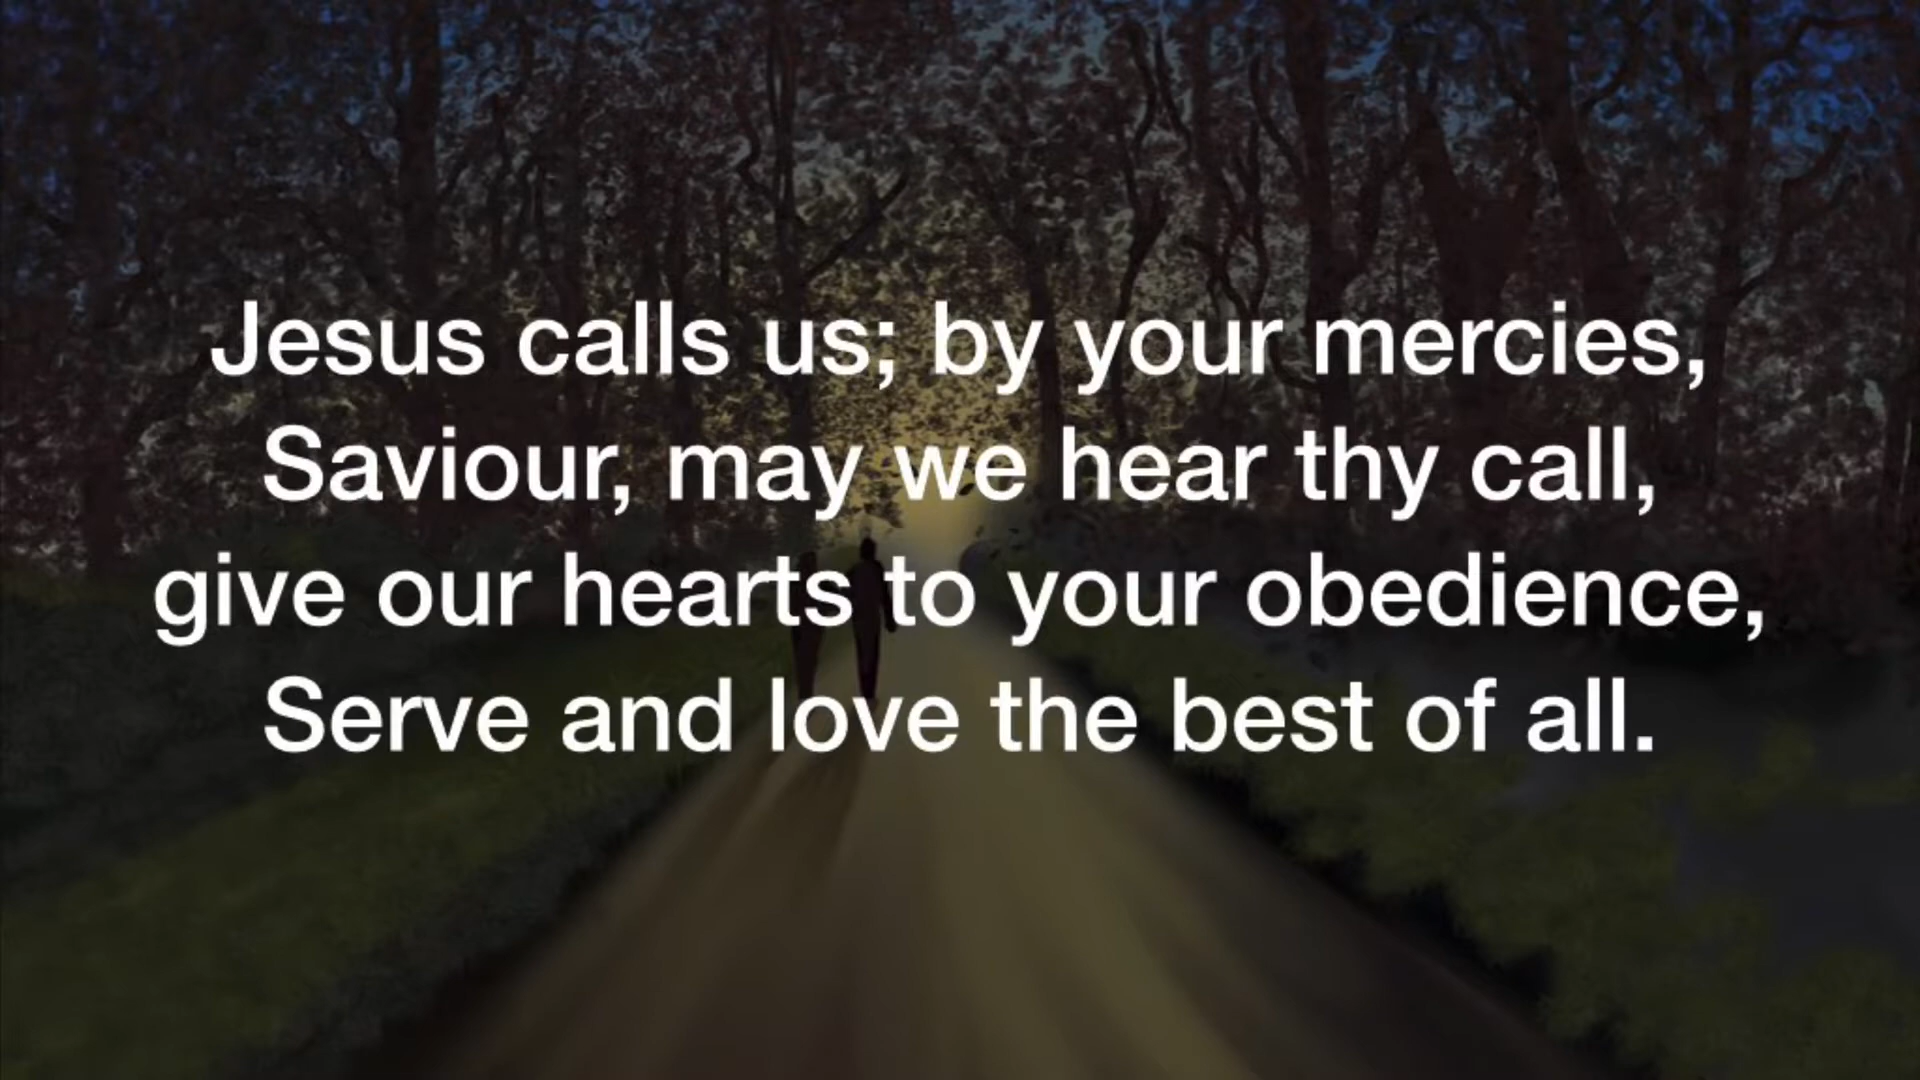 Jesus calls us; by your mercies,
Saviour, may we hear thy call,
give our hearts to your obedience,
Serve and love the best of all.